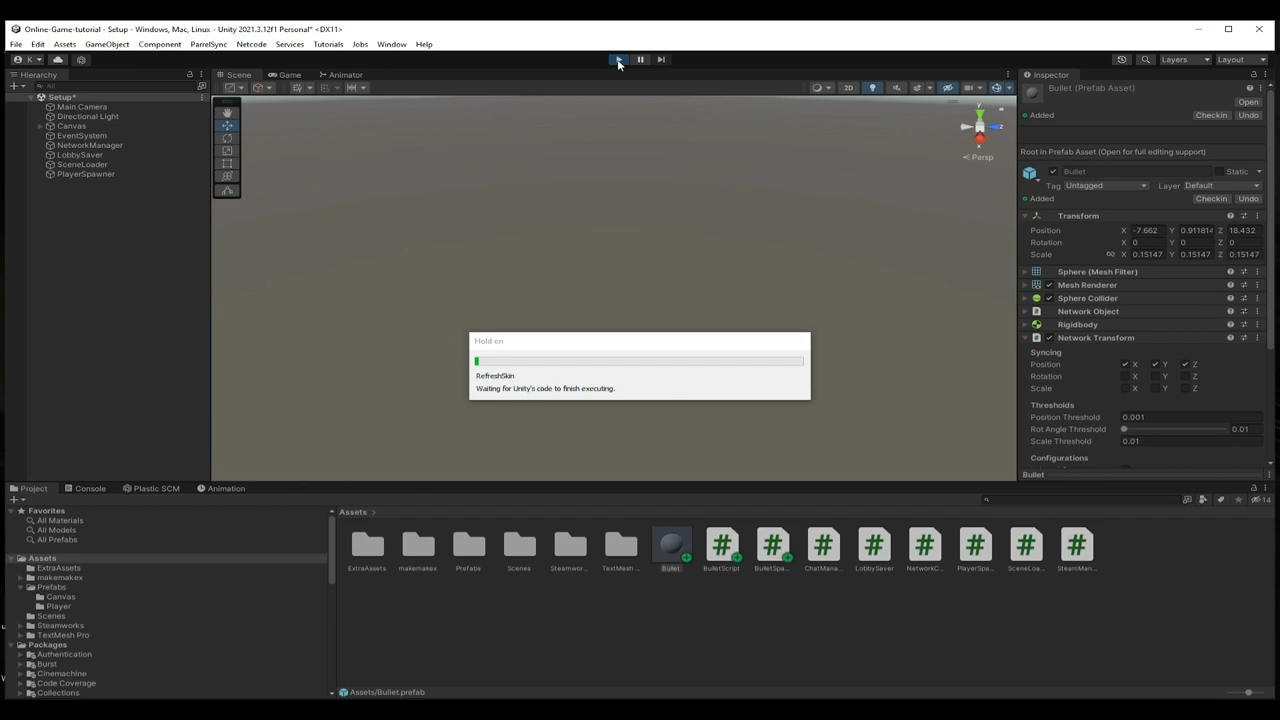 Online-Game-tutorial - Setup - Windows, Mac, Linux - Unity 2021.3.12f1 Personal* <DX11>
File Edit Assets GameObject Component ParrelSync Netcode Services Tutorials Jobs Window Help
K Layers Layout
Hierarchy
All
Setup*
Main Camera
Directional Light
Canvas
EventSystem
NetworkManager
LobbySaver
SceneLoader
PlayerSpawner
Scene Game Animator
2D
y
z
x
Persp
Hold on
RefreshSkin
Waiting for Unity's code to finish executing.
Inspector
Bullet (Prefab Asset)
Open
Added Checkin Undo
Root in Prefab Asset (Open for full editing support)
Bullet Static
Tag Untagged Layer Default
Added Checkin Undo
Transform
Position X -7.662 Y 0.911814 Z 18.432
Rotation X 0 Y 0 Z 0
Scale X 0.15147 Y 0.15147 Z 0.15147
Sphere (Mesh Filter)
Mesh Renderer
Sphere Collider
Network Object
Rigidbody
Network Transform
Syncing
Position X Y Z
Rotation X Y Z
Scale X Y Z
Thresholds
Position Threshold 0.001
Rot Angle Threshold 0.01
Scale Threshold 0.01
Configurations
Bullet
Project Console Plastic SCM Animation
14
Favorites
All Materials
All Models
All Prefabs
Assets
ExtraAssets
makemakex
Prefabs
Canvas
Player
Scenes
Steamworks
TextMesh Pro
Packages
Authentication
Burst
Cinemachine
Code Coverage
Collections
Assets >
ExtraAssets makemakex Prefabs Scenes Steamwor... TextMesh ... Bullet BulletScript BulletSpa... ChatMana... LobbySaver NetworkC... PlayerSpa... SceneLoa... SteamMan...
Assets/Bullet.prefab